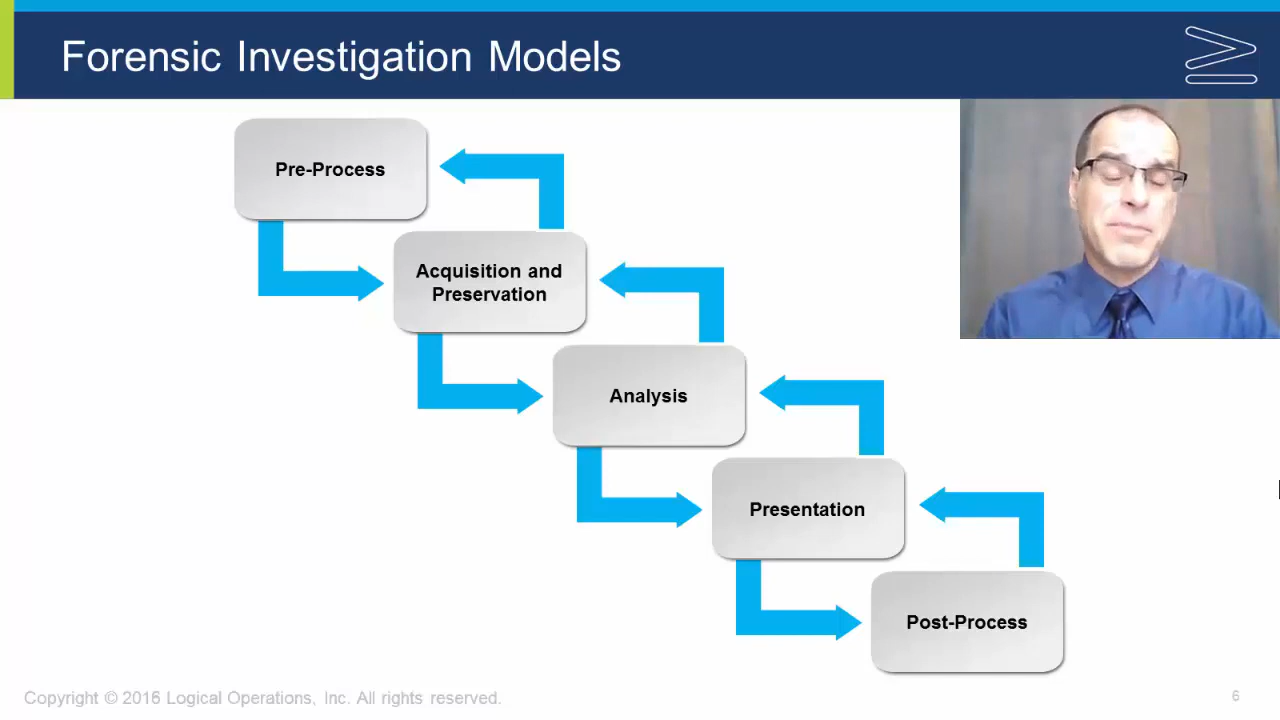 Forensic Investigation Models
Pre-Process
Acquisition and
Preservation
Analysis
Presentation
Post-Process
Copyright © 2016 Logical Operations, Inc. All rights reserved.
6